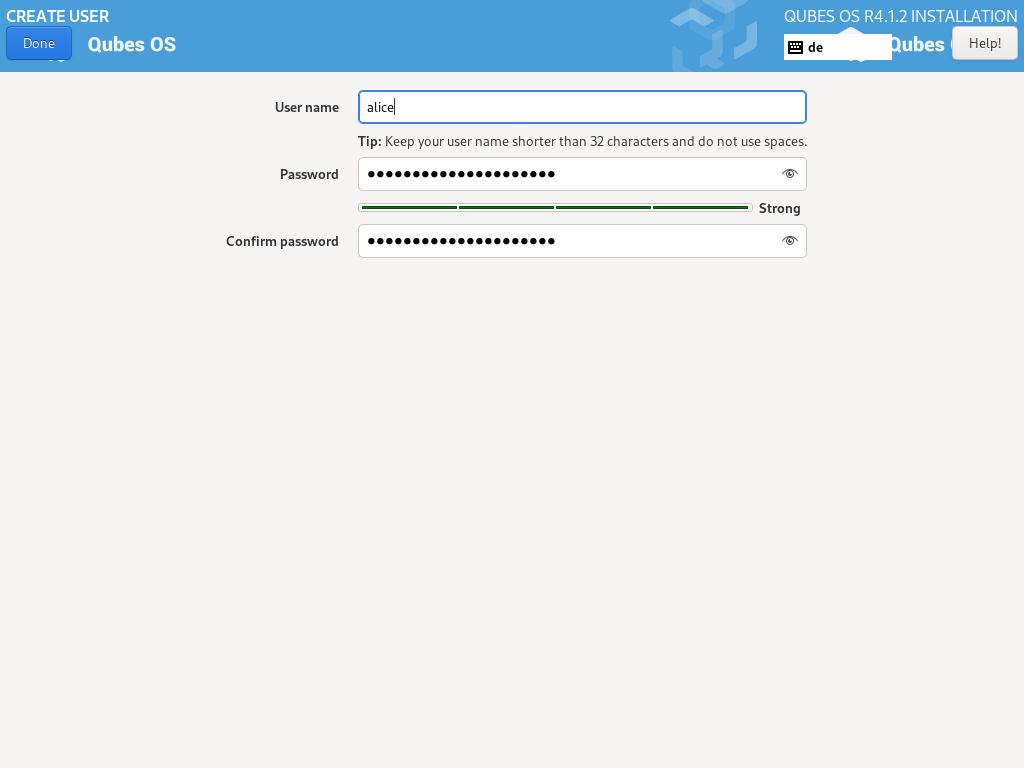 CREATE USER
QUBES OS R4.1.2 INSTALLATION
Done
Qubes OS
de
Qubes
Help!
User name
alice
Tip: Keep your user name shorter than 32 characters and do not use spaces.
Password
●●●●●●●●●●●●●●●●●●●●●
Strong
Confirm password
●●●●●●●●●●●●●●●●●●●●●